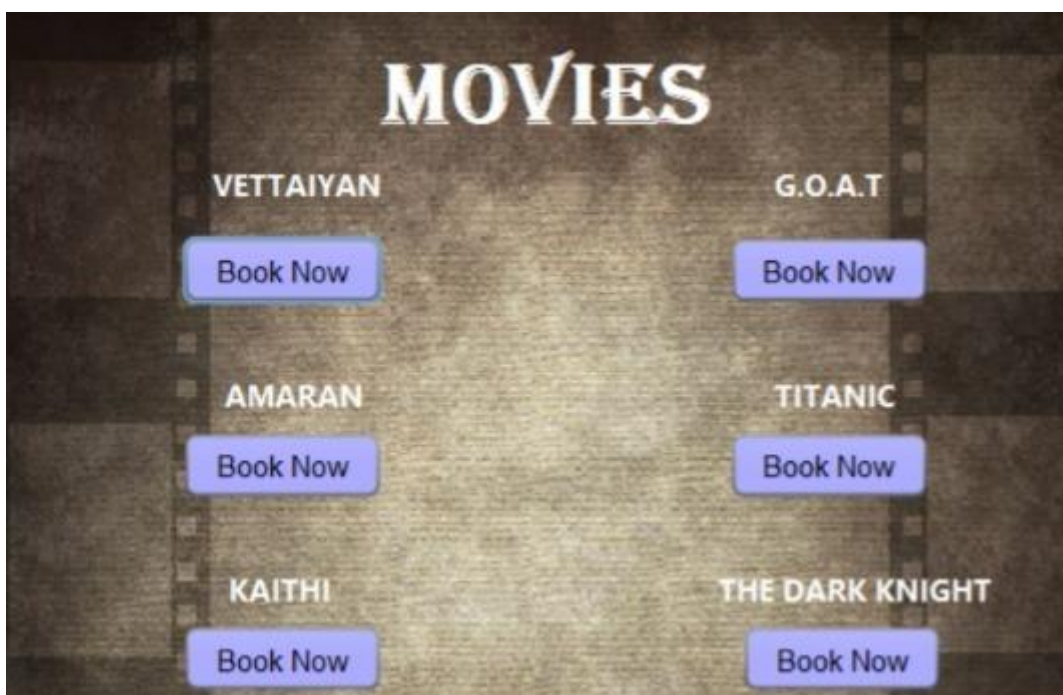 MOVIES
VETTAIYAN G.O.A.T
Book Now Book Now
AMARAN TITANIC
Book Now Book Now
KAITHI THE DARK KNIGHT
Book Now Book Now